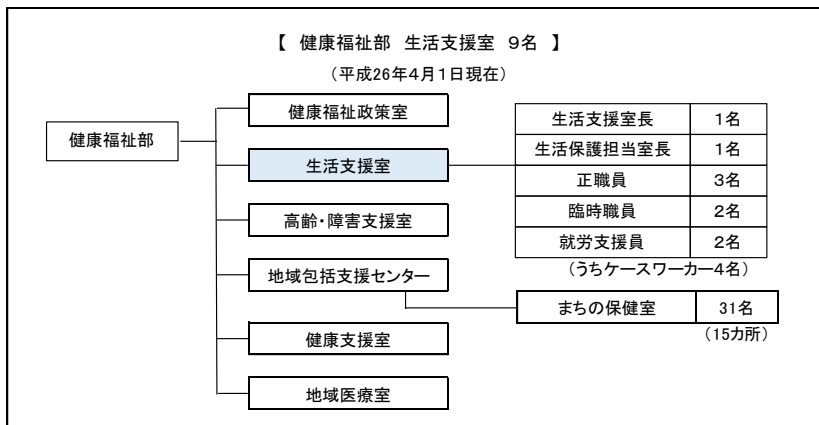 【 健康福祉部 生活支援室 9名 】
（平成26年4月1日現在）
健康福祉部
健康福祉政策室
生活支援室
高齢・障害支援室
地域包括支援センター
健康支援室
地域医療室
生活支援室長 1名
生活保護担当室長 1名
正職員 3名
臨時職員 2名
就労支援員 2名
（うちケースワーカー4名）
まちの保健室 31名
（15カ所）